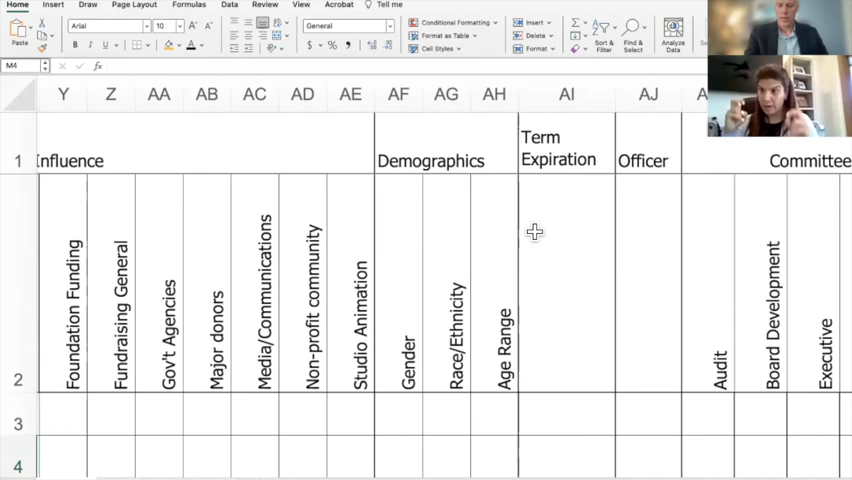 Home Insert Draw Page Layout Formulas Data Review View Acrobat Tell me
Paste
Arial 10
B I U A
General
$ % ,
Conditional Formatting
Format as Table
Cell Styles
Insert
Delete
Format
Sort & Filter
Find & Select
Analyze Data
M4 fx
Y Z AA AB AC AD AE AF AG AH AI AJ
1 Influence Demographics Term Expiration Officer Committee
2 Foundation Funding Fundraising General Gov't Agencies Major donors Media/Communications Non-profit community Studio Animation Gender Race/Ethnicity Age Range Audit Board Development Executive
3
4